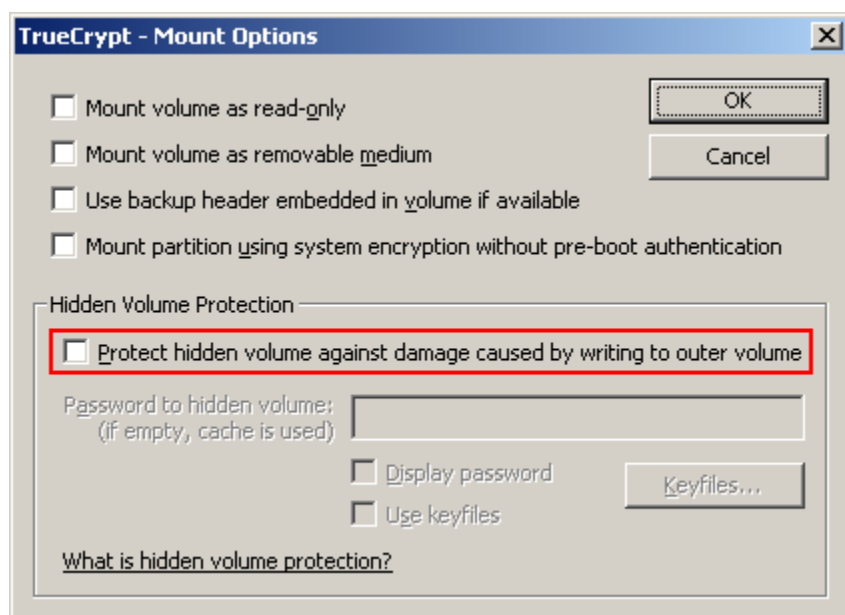 TrueCrypt - Mount Options
Mount volume as read-only
OK
Mount volume as removable medium
Cancel
Use backup header embedded in volume if available
Mount partition using system encryption without pre-boot authentication
Hidden Volume Protection
Protect hidden volume against damage caused by writing to outer volume
Password to hidden volume:
(if empty, cache is used)
Display password
Keyfiles...
Use keyfiles
What is hidden volume protection?